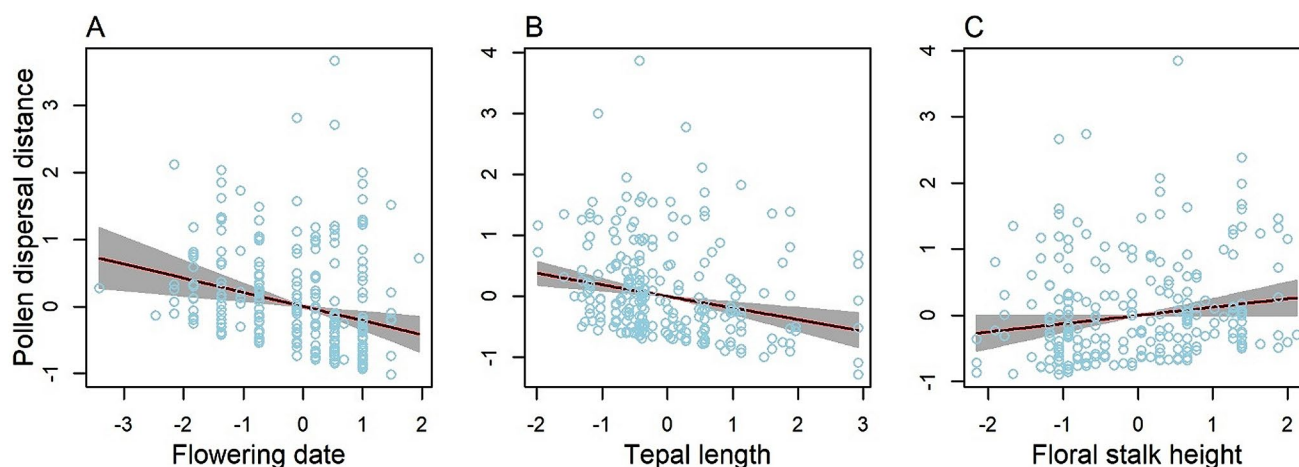 A
B
C
Pollen dispersal distance
3
2
1
0
-1
4
3
2
1
0
-1
4
3
2
1
0
-1
-3 -2 -1 0 1 2
-2 -1 0 1 2 3
-2 -1 0 1 2
Flowering date
Tepal length
Floral stalk height